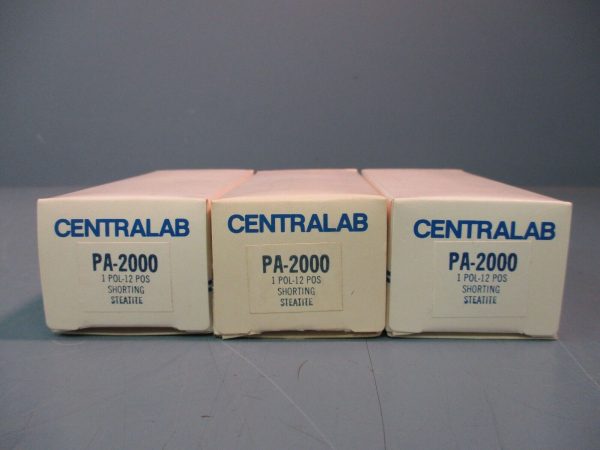 CENTRALAB
PA-2000
1 POL-12 POS
SHORTING
STEATITE
CENTRALAB
PA-2000
1 POL-12 POS
SHORTING
STEATITE
CENTRALAB
PA-2000
1 POL-12 POS
SHORTING
STEATITE